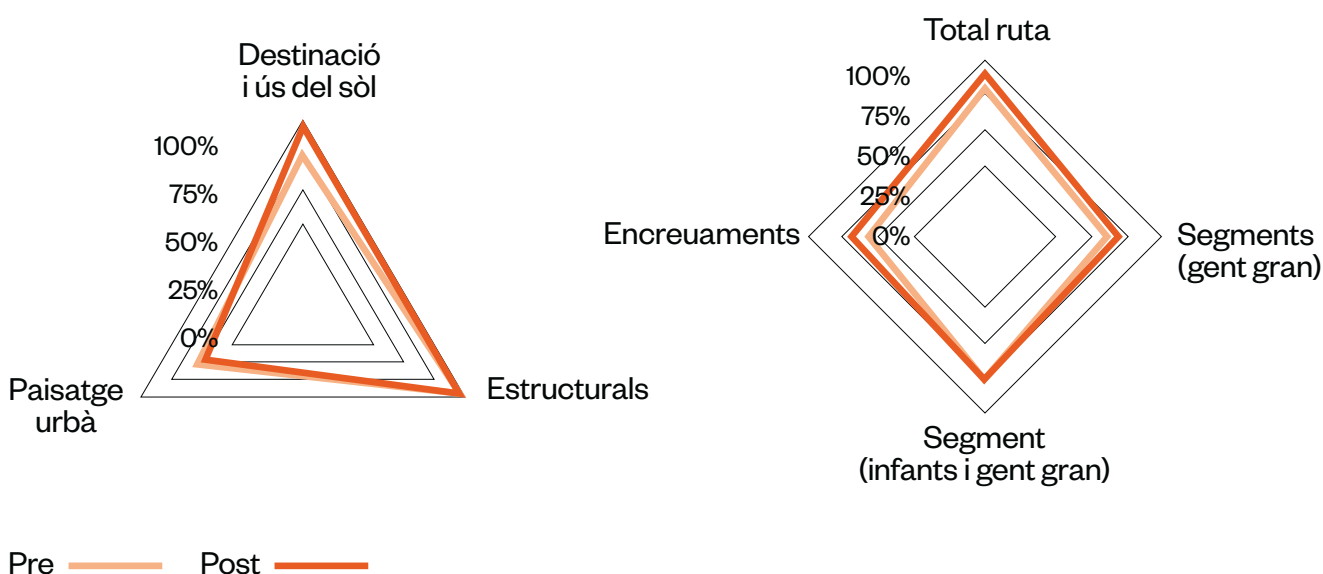 Destinació
i ús del sòl
100%
75%
50%
25%
0%
Paisatge
urbà
Estructurals
Total ruta
100%
75%
50%
25%
0%
Encreuaments
Segments
(gent gran)
Segment
(infants i gent gran)
Pre
Post